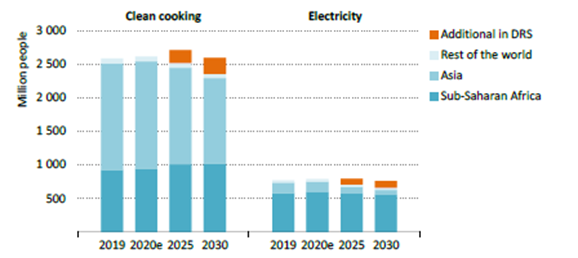 Clean cooking
Electricity
Million people
3 000
2 500
2 000
1 500
1 000
500
2019 2020e 2025 2030
2019 2020e 2025 2030
Additional in DRS
Rest of the world
Asia
Sub-Saharan Africa